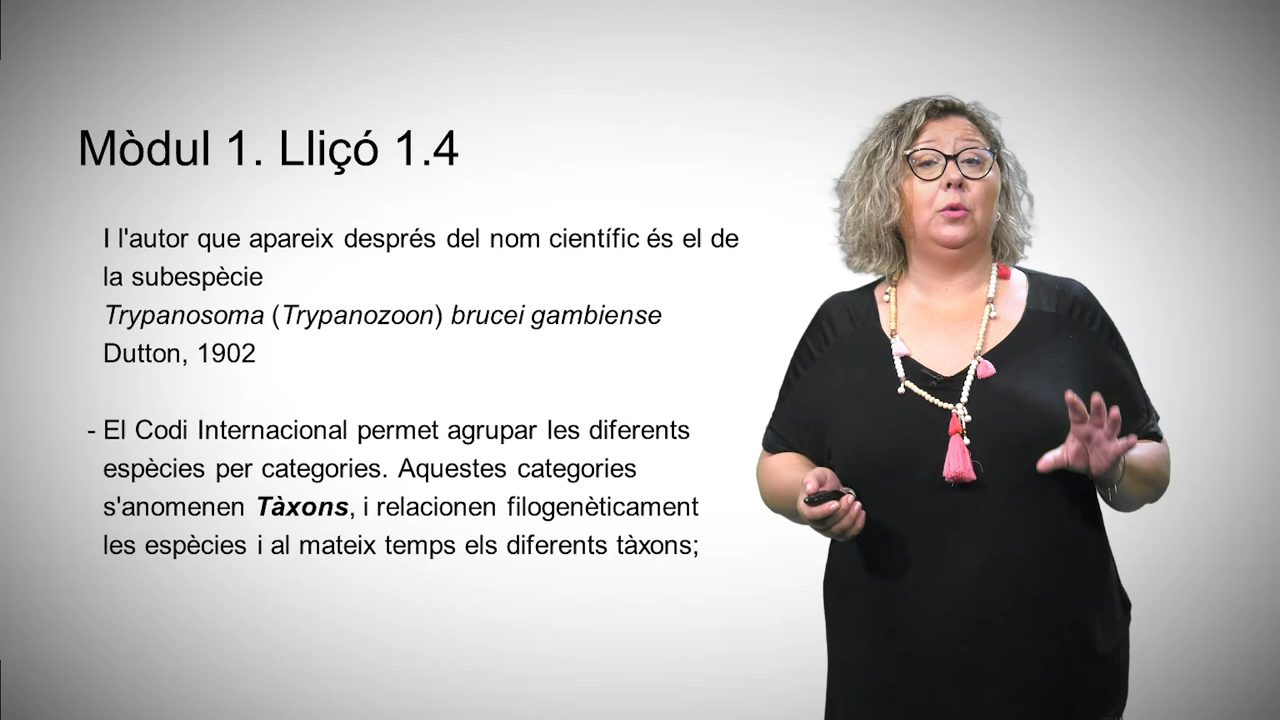 Mòdul 1. Lliçó 1.4
I l'autor que apareix després del nom científic és el de
la subespècie
Trypanosoma (Trypanozoon) brucei gambiense
Dutton, 1902
- El Codi Internacional permet agrupar les diferents
espècies per categories. Aquestes categories
s'anomenen Tàxons, i relacionen filogenèticament
les espècies i al mateix temps els diferents tàxons;